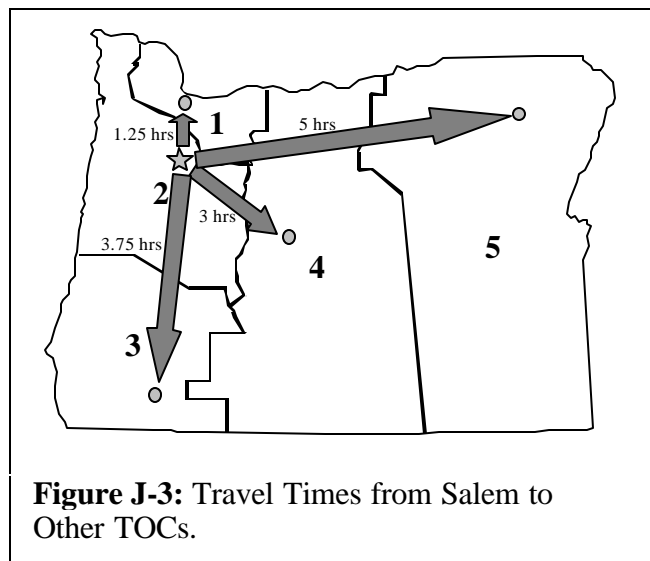 1
1.25 hrs
5 hrs
2
3 hrs
3.75 hrs
4
5
3
Figure J-3: Travel Times from Salem to
Other TOCs.